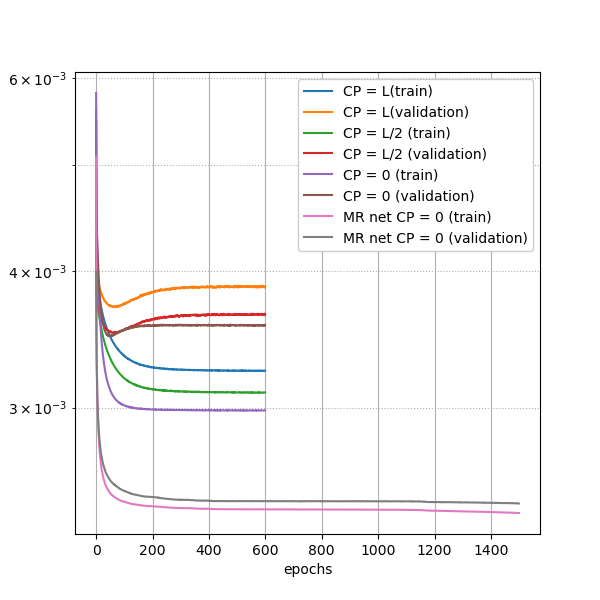 6 × 10⁻³
4 × 10⁻³
3 × 10⁻³
CP = L(train)
CP = L(validation)
CP = L/2 (train)
CP = L/2 (validation)
CP = 0 (train)
CP = 0 (validation)
MR net CP = 0 (train)
MR net CP = 0 (validation)
0 200 400 600 800 1000 1200 1400
epochs